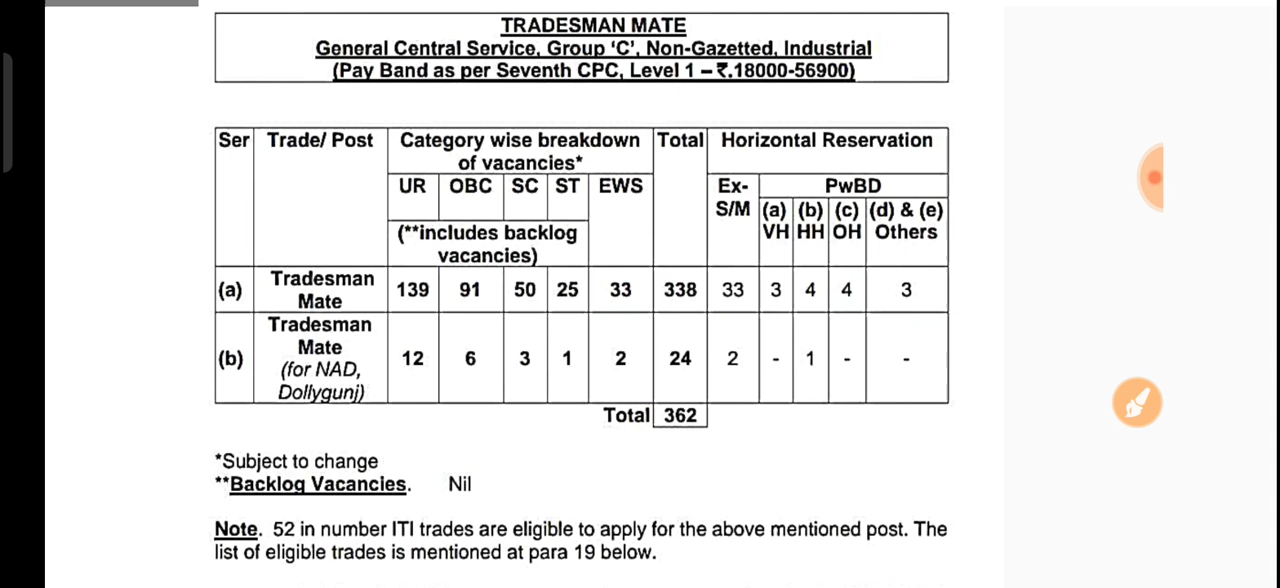 TRADESMAN MATE
General Central Service, Group ‘C’, Non-Gazetted, Industrial
(Pay Band as per Seventh CPC, Level 1 – ₹.18000-56900)
Ser Trade/ Post Category wise breakdown of vacancies* Total Horizontal Reservation
UR OBC SC ST EWS Ex-S/M PwBD
(**includes backlog vacancies)
(a) VH (b) HH (c) OH (d) & (e) Others
(a) Tradesman Mate 139 91 50 25 33 338 33 3 4 4 3
(b) Tradesman Mate (for NAD, Dollygunj) 12 6 3 1 2 24 2 - 1 - -
Total 362
*Subject to change
**Backlog Vacancies. Nil
Note. 52 in number ITI trades are eligible to apply for the above mentioned post. The
list of eligible trades is mentioned at para 19 below.